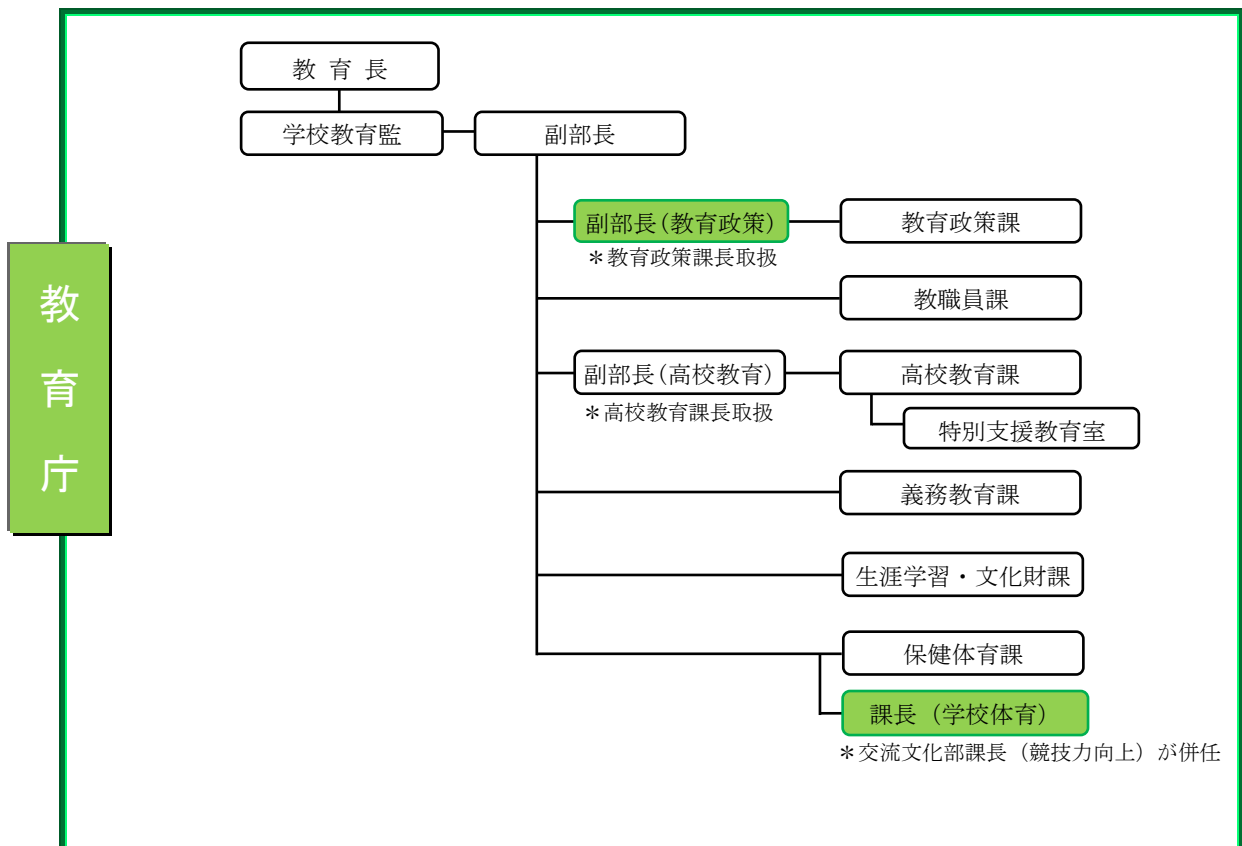 教育庁
教 育 長
学校教育監
副部長
副部長(教育政策)
教育政策課
＊教育政策課長取扱
教職員課
副部長(高校教育)
高校教育課
＊高校教育課長取扱
特別支援教育室
義務教育課
生涯学習・文化財課
保健体育課
課長（学校体育）
＊交流文化部課長（競技力向上）が併任